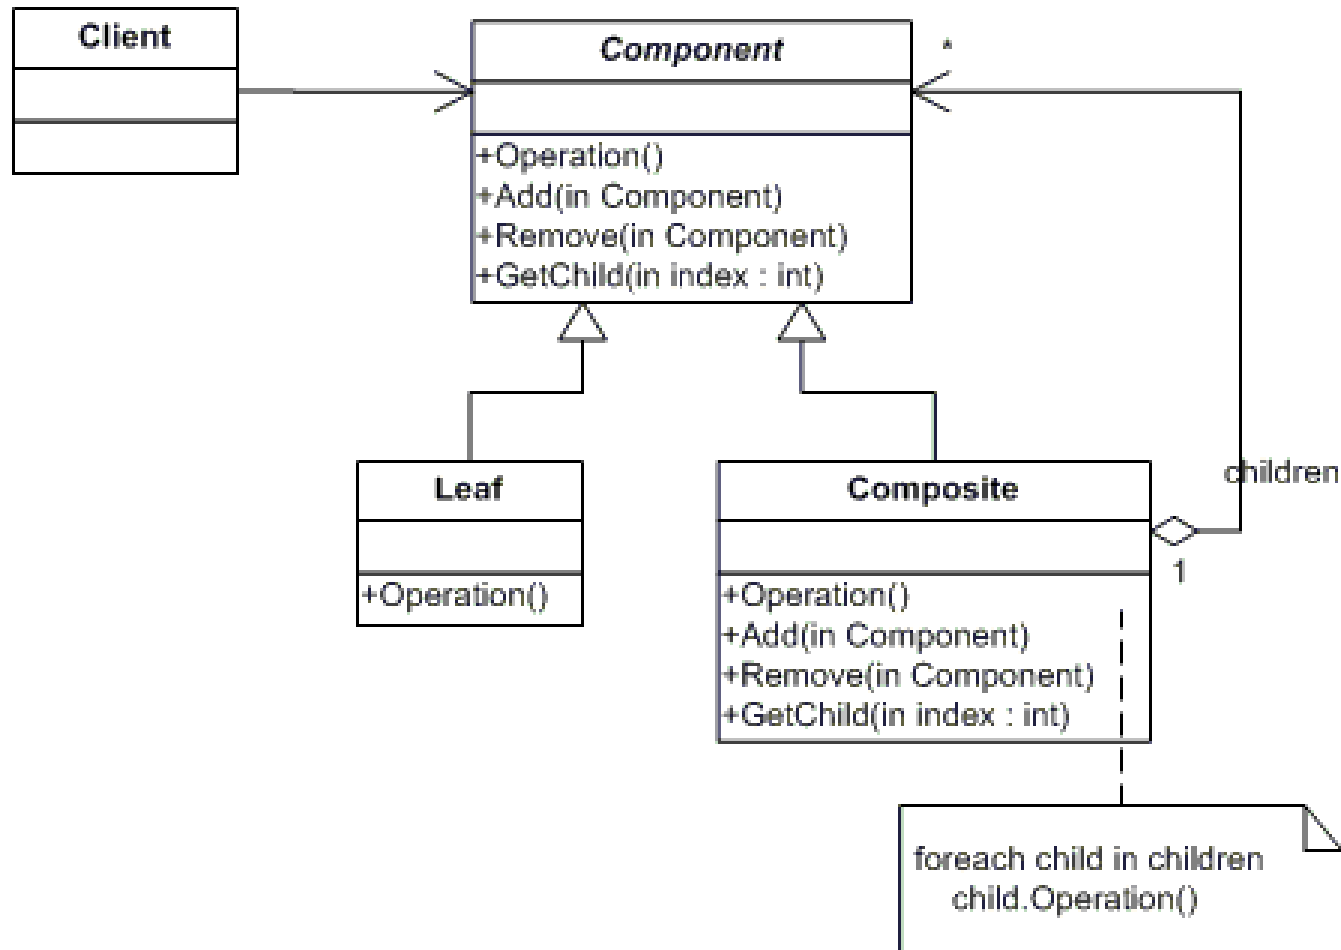 Client
Component
*
+Operation()
+Add(in Component)
+Remove(in Component)
+GetChild(in index : int)
Leaf
+Operation()
Composite
+Operation()
+Add(in Component)
+Remove(in Component)
+GetChild(in index : int)
children
1
foreach child in children
child.Operation()